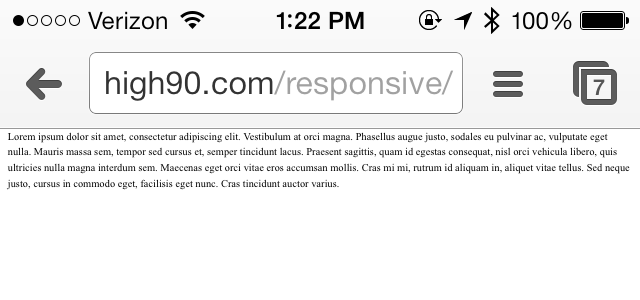 Verizon 1:22 PM 100%
high90.com/responsive/ 7
Lorem ipsum dolor sit amet, consectetur adipiscing elit. Vestibulum at orci magna. Phasellus augue justo, sodales eu pulvinar ac, vulputate eget
nulla. Mauris massa sem, tempor sed cursus et, semper tincidunt lacus. Praesent sagittis, quam id egestas consequat, nisl orci vehicula libero, quis
ultricies nulla magna interdum sem. Maecenas eget orci vitae eros accumsan mollis. Cras mi mi, rutrum id aliquam in, aliquet vitae tellus. Sed neque
justo, cursus in commodo eget, facilisis eget nunc. Cras tincidunt auctor varius.